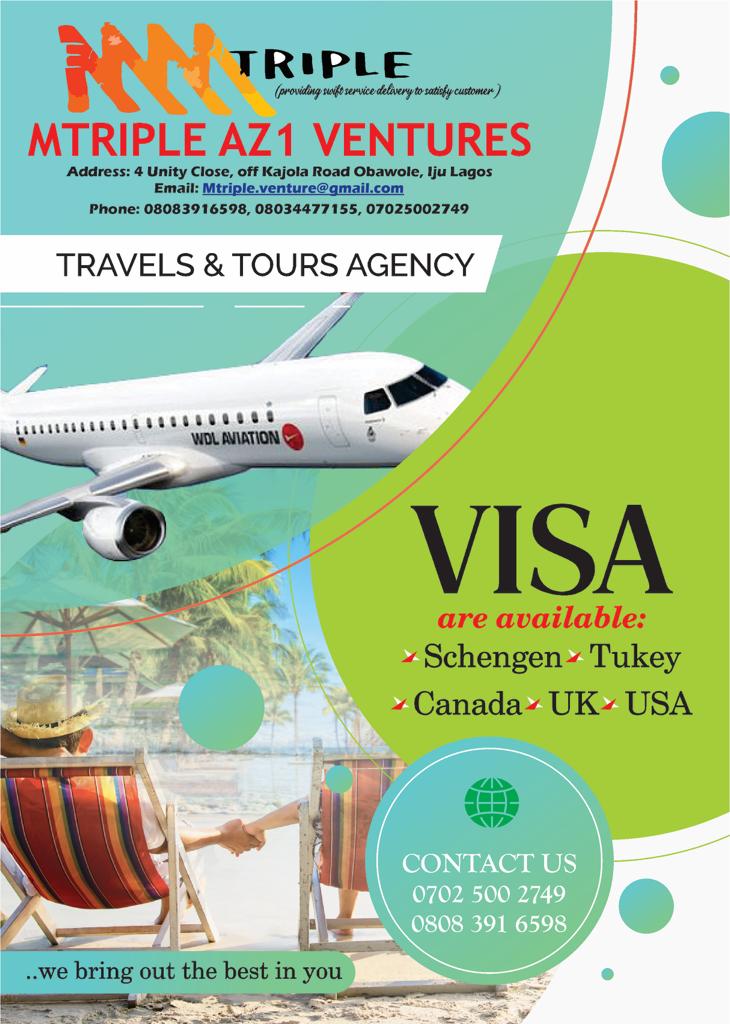 TRIPLE
(providing swift service delivery to satisfy customer)
MTRIPLE AZ1 VENTURES
Address: 4 Unity Close, off Kajola Road Obawole, Iju Lagos
Email: Mtriple.venture@gmail.com
Phone: 08083916598, 08034477155, 07025002749
TRAVELS & TOURS AGENCY
WDL AVIATION
VISA
are available:
Schengen Tukey
Canada UK USA
CONTACT US
0702 500 2749
0808 391 6598
..we bring out the best in you